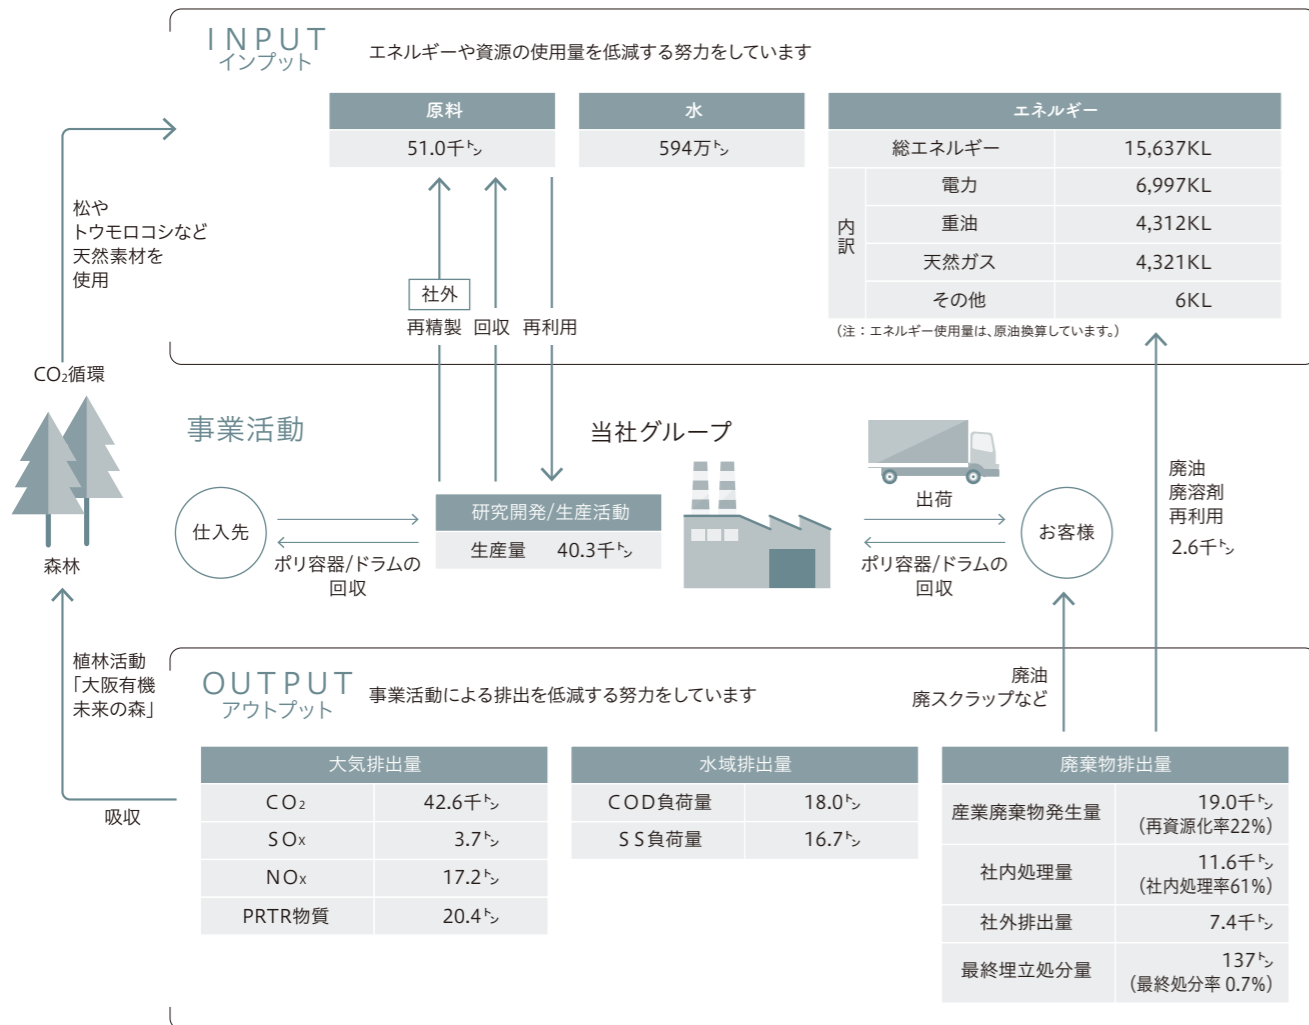 INPUT
インプット
エネルギーや資源の使用量を低減する努力をしています
原料
51.0千㌧
水
594万㌧
エネルギー
総エネルギー 15,637KL
内訳
電力 6,997KL
重油 4,312KL
天然ガス 4,321KL
その他 6KL
(注：エネルギー使用量は、原油換算しています。)
松や
トウモロコシなど
天然素材を
使用
社外
再精製 回収 再利用
CO₂循環
森林
事業活動
当社グループ
仕入先
ポリ容器/ドラムの
回収
研究開発/生産活動
生産量 40.3千㌧
出荷
ポリ容器/ドラムの
回収
お客様
廃油
廃溶剤
再利用
2.6千㌧
植林活動
「大阪有機
未来の森」
吸収
OUTPUT
アウトプット
事業活動による排出を低減する努力をしています
廃油
廃スクラップなど
大気排出量
CO₂ 42.6千㌧
SOx 3.7㌧
NOx 17.2㌧
PRTR物質 20.4㌧
水域排出量
COD負荷量 18.0㌧
SS負荷量 16.7㌧
廃棄物排出量
産業廃棄物発生量 19.0千㌧
(再資源化率22%)
社内処理量 11.6千㌧
(社内処理率61%)
社外排出量 7.4千㌧
最終埋立処分量 137㌧
(最終処分率 0.7%)